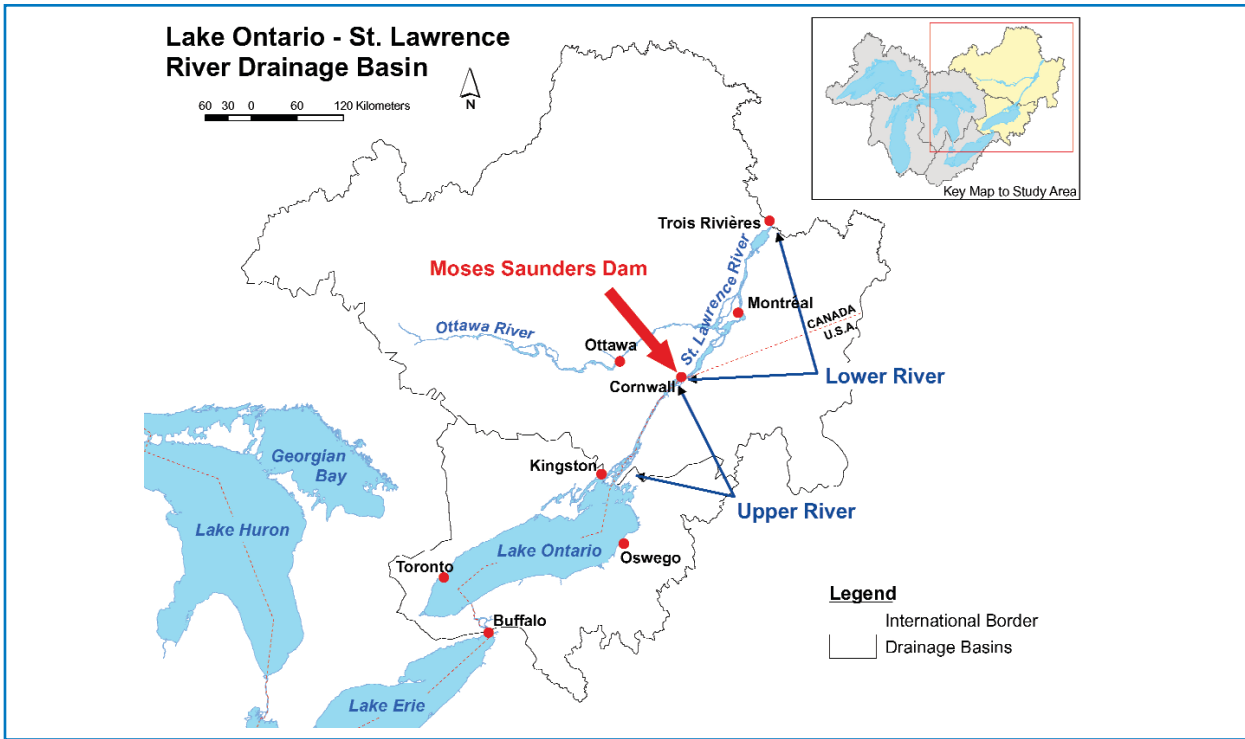 Lake Ontario - St. Lawrence
River Drainage Basin
60 30 0 60 120 Kilometers
N
Key Map to Study Area
Trois Rivières
Moses Saunders Dam
St. Lawrence River
Montréal
Ottawa River
CANADA
U.S.A.
Ottawa
Cornwall
Lower River
Georgian
Bay
Kingston
Upper River
Lake Huron
Lake Ontario
Oswego
Toronto
Legend
International Border
Drainage Basins
Buffalo
Lake Erie